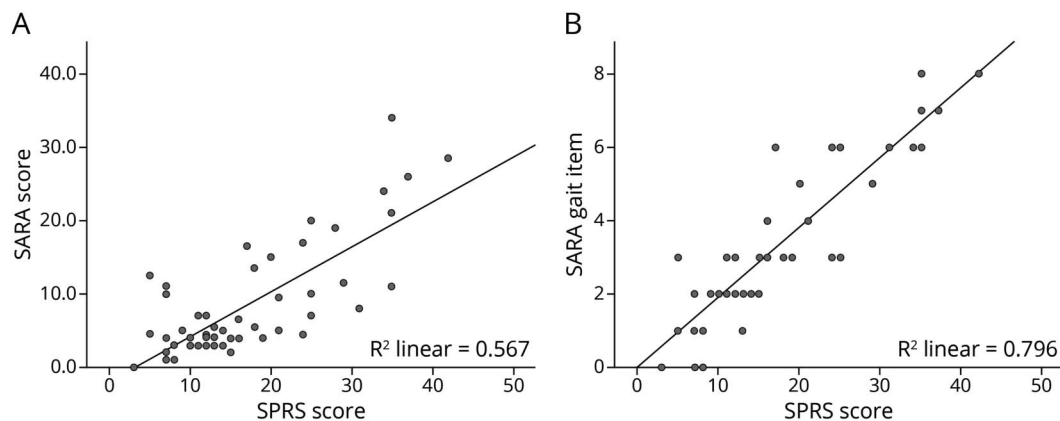 A
SARA score
40.0
30.0
20.0
10.0
0.0
R² linear = 0.567
0 10 20 30 40 50
SPRS score
B
SARA gait item
8
6
4
2
0
R² linear = 0.796
0 10 20 30 40 50
SPRS score